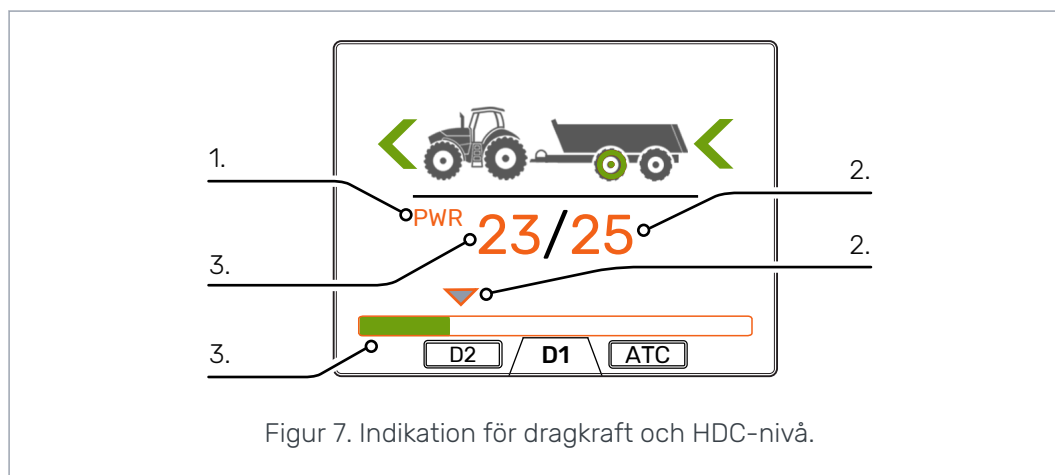 1.
2.
PWR
23/25
3.
2.
3.
D2 D1 ATC
Figur 7. Indikation för dragkraft och HDC-nivå.